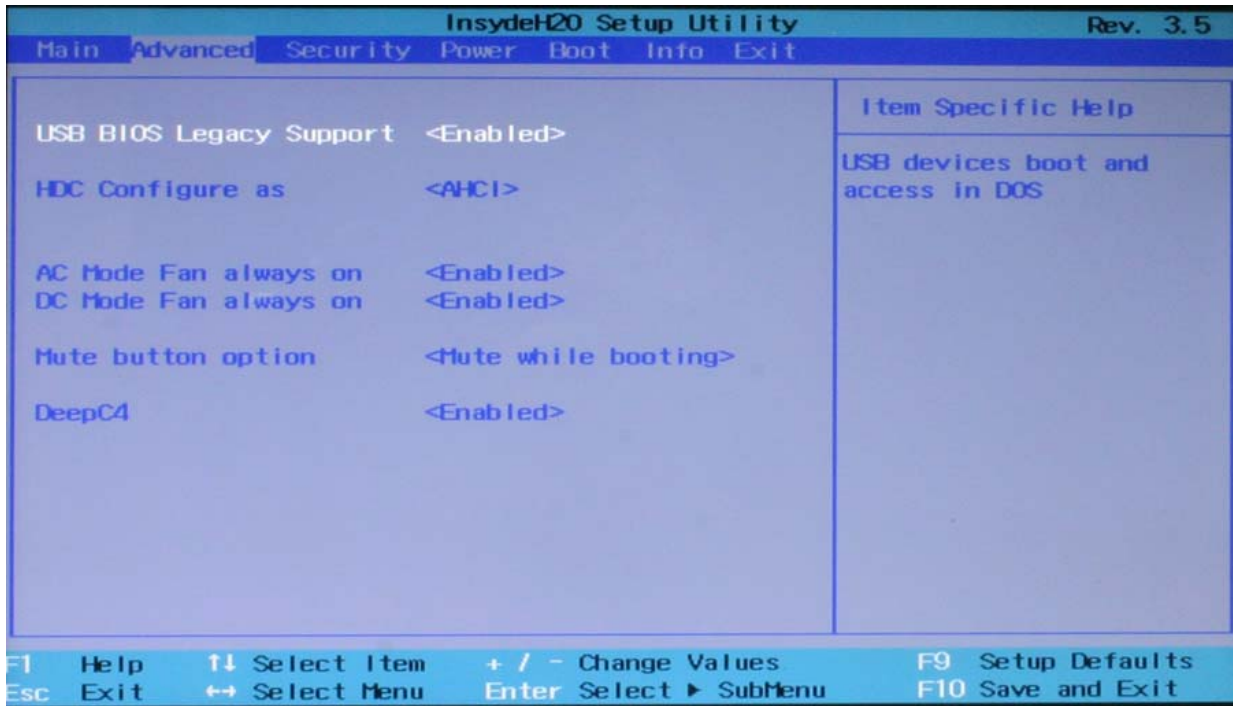 InsydeH2O Setup Utility Rev. 3.5
Main Advanced Security Power Boot Info Exit
USB BIOS Legacy Support <Enabled>
HDC Configure as <AHCI>
AC Mode Fan always on <Enabled>
DC Mode Fan always on <Enabled>
Mute button option <Mute while booting>
DeepC4 <Enabled>
Item Specific Help
USB devices boot and
access in DOS
F1 Help ↑↓ Select Item + / - Change Values F9 Setup Defaults
Esc Exit ↔ Select Menu Enter Select ▶ SubMenu F10 Save and Exit